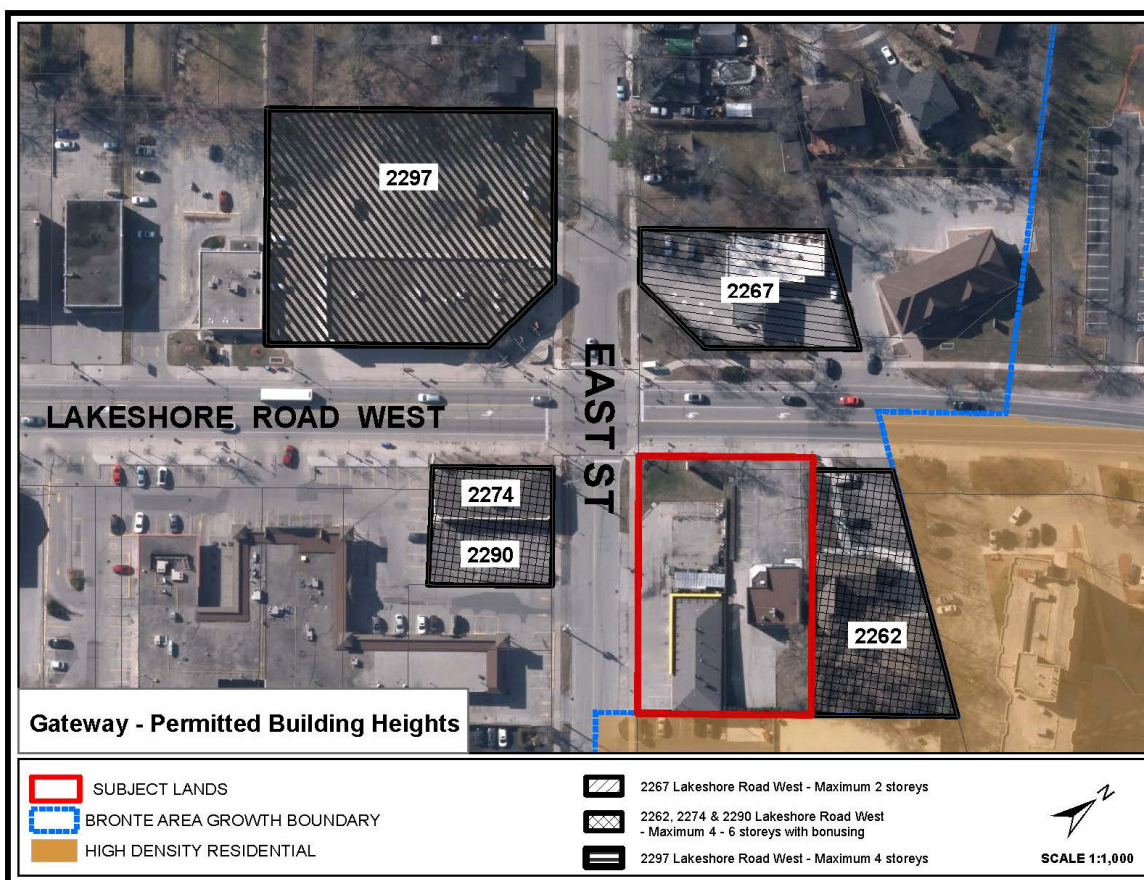 2297
2267
EAST ST
LAKESHORE ROAD WEST
2274
2290
2262
Gateway - Permitted Building Heights
SUBJECT LANDS
BRONTE AREA GROWTH BOUNDARY
HIGH DENSITY RESIDENTIAL
2267 Lakeshore Road West - Maximum 2 storeys
2262, 2274 & 2290 Lakeshore Road West
- Maximum 4 - 6 storeys with bonusing
2297 Lakeshore Road West - Maximum 4 storeys
N
SCALE 1:1,000